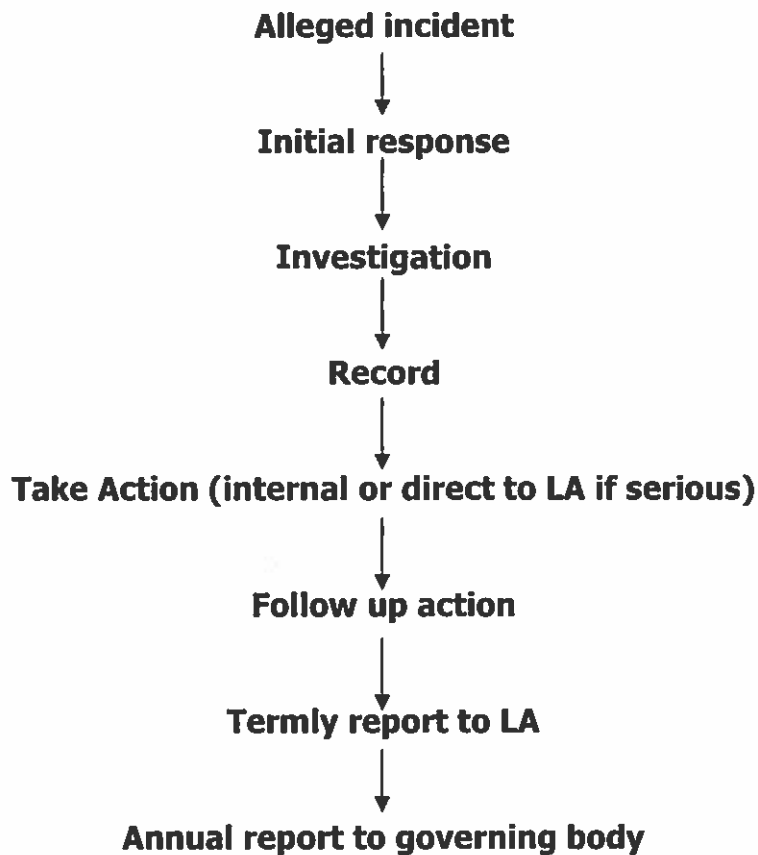 Alleged incident
Initial response
Investigation
Record
Take Action (internal or direct to LA if serious)
Follow up action
Termly report to LA
Annual report to governing body